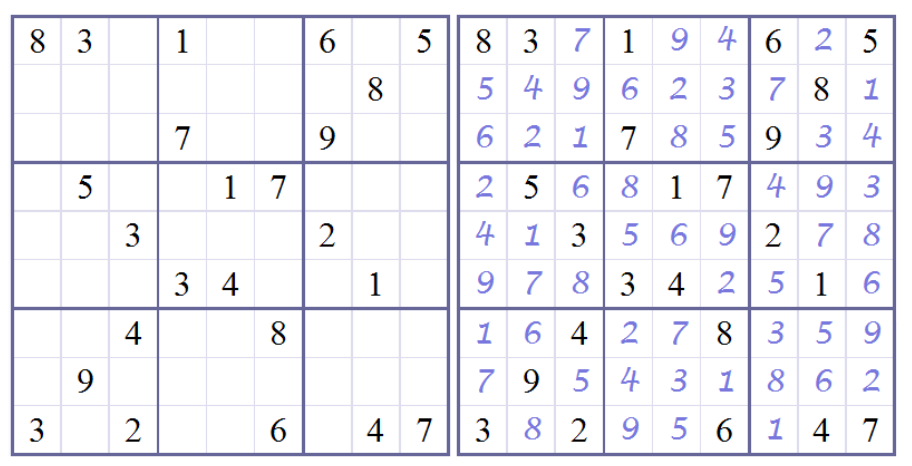 8 3 1 6 5 8 3 7 1 9 4 6 2 5
8 5 4 9 6 2 3 7 8 1
7 9 6 2 1 7 8 5 9 3 4
5 1 7 2 5 6 8 1 7 4 9 3
3 2 4 1 3 5 6 9 2 7 8
3 4 1 9 7 8 3 4 2 5 1 6
4 8 1 6 4 2 7 8 3 5 9
9 7 9 5 4 3 1 8 6 2
3 2 6 4 7 3 8 2 9 5 6 1 4 7